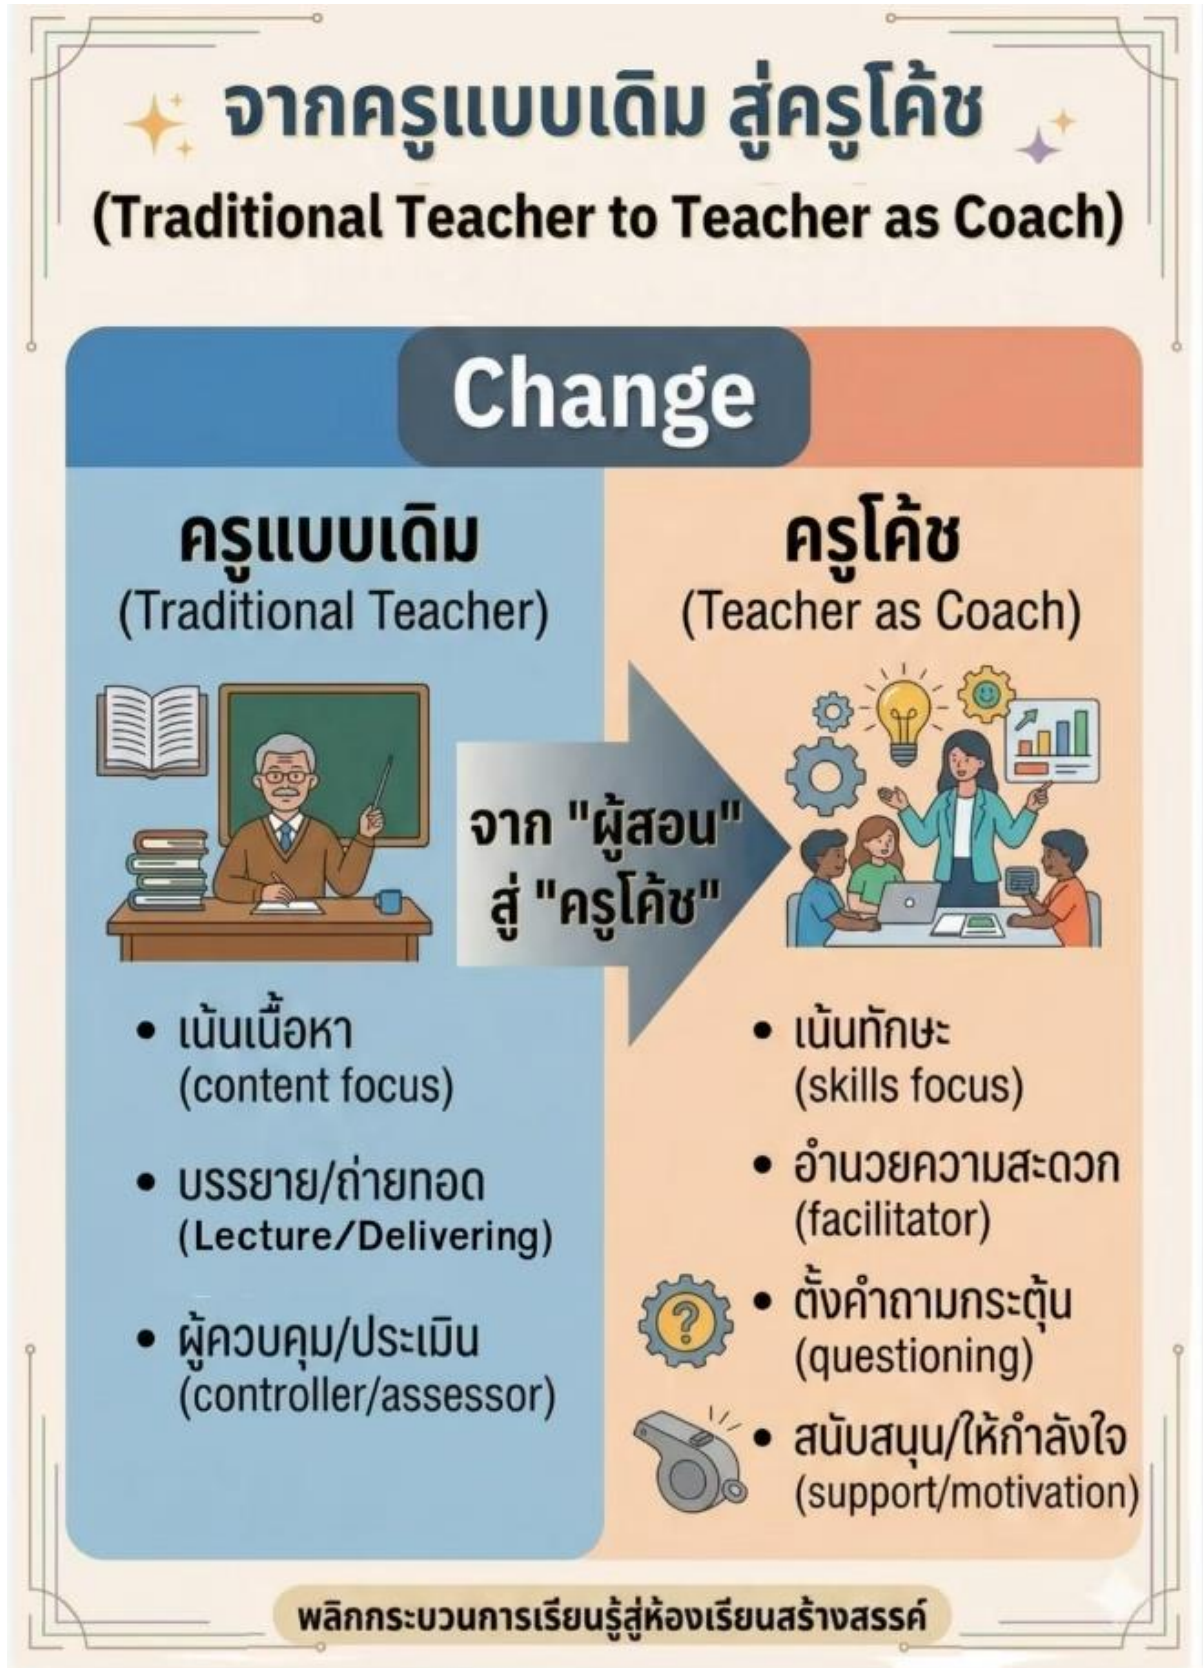 จากครูแบบเดิม สู่ครูโค้ช
(Traditional Teacher to Teacher as Coach)
Change
ครูแบบเดิม
(Traditional Teacher)
ครูโค้ช
(Teacher as Coach)
จาก "ผู้สอน"
สู่ "ครูโค้ช"
• เน้นเนื้อหา
(content focus)
• บรรยาย/ถ่ายทอด
(Lecture/Delivering)
• ผู้ควบคุม/ประเมิน
(controller/assessor)
• เน้นทักษะ
(skills focus)
• อำนวยความสะดวก
(facilitator)
?
• ตั้งคำถามกระตุ้น
(questioning)
• สนับสนุน/ให้กำลังใจ
(support/motivation)
พลิกกระบวนการเรียนรู้สู่ห้องเรียนสร้างสรรค์